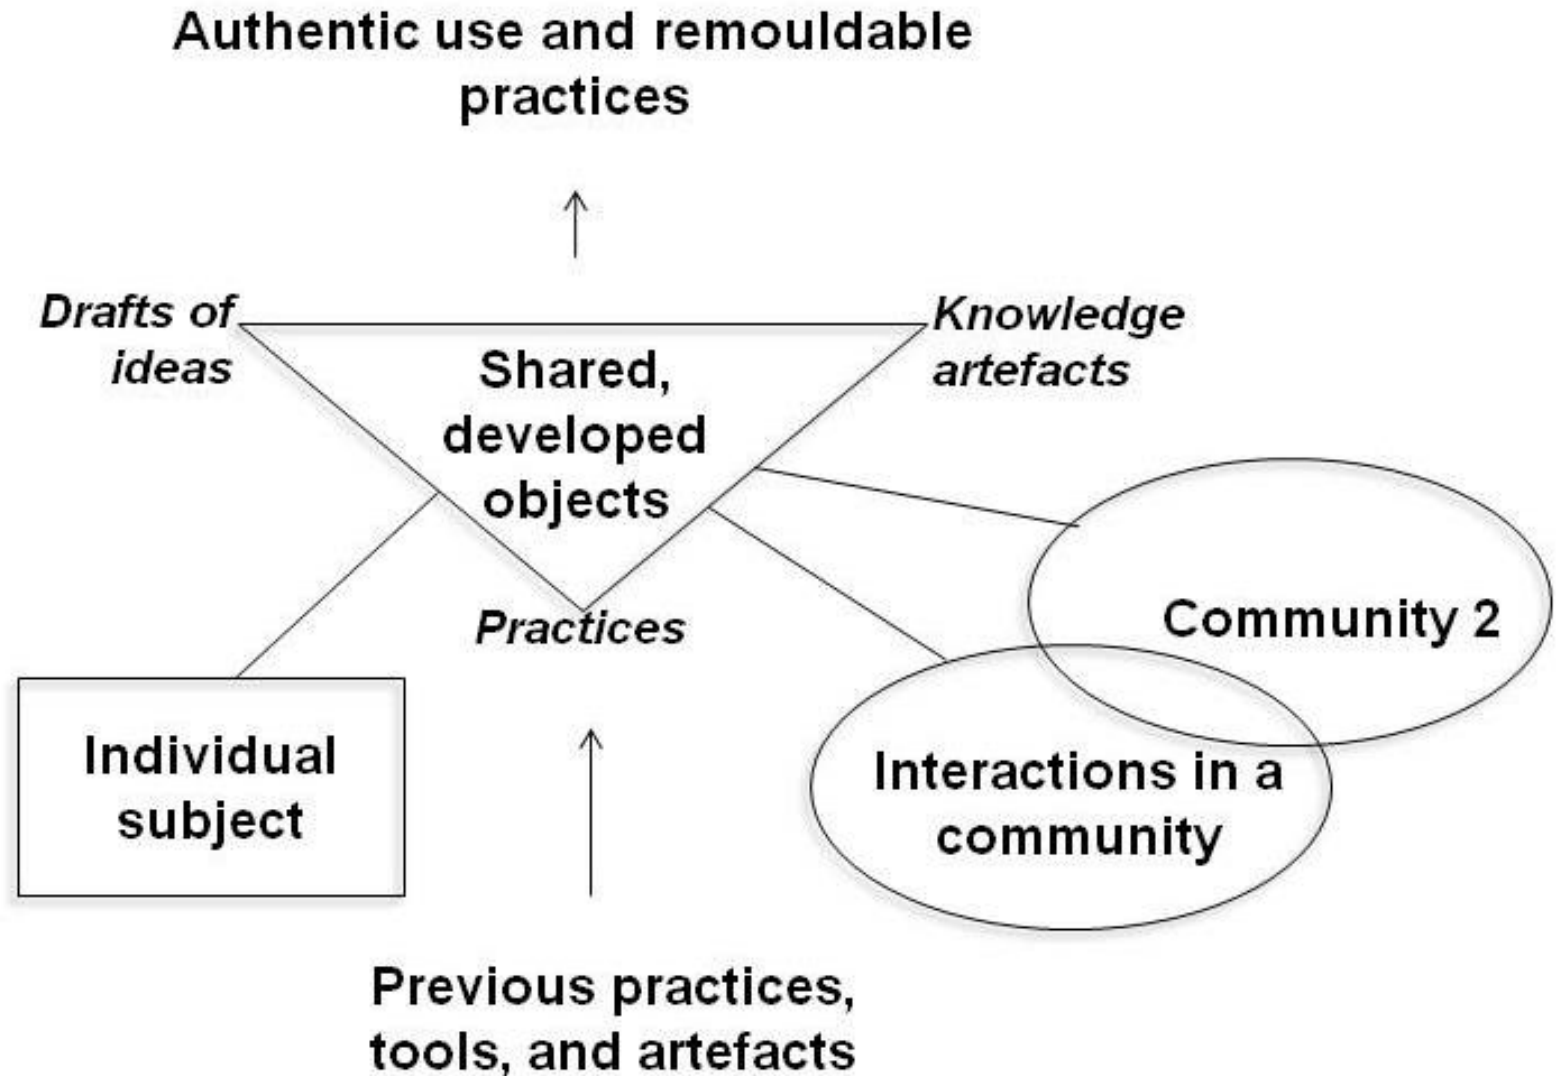 Authentic use and remouldable
practices
Drafts of
ideas
Knowledge
artefacts
Shared,
developed
objects
Practices
Community 2
Individual
subject
Interactions in a
community
Previous practices,
tools, and artefacts